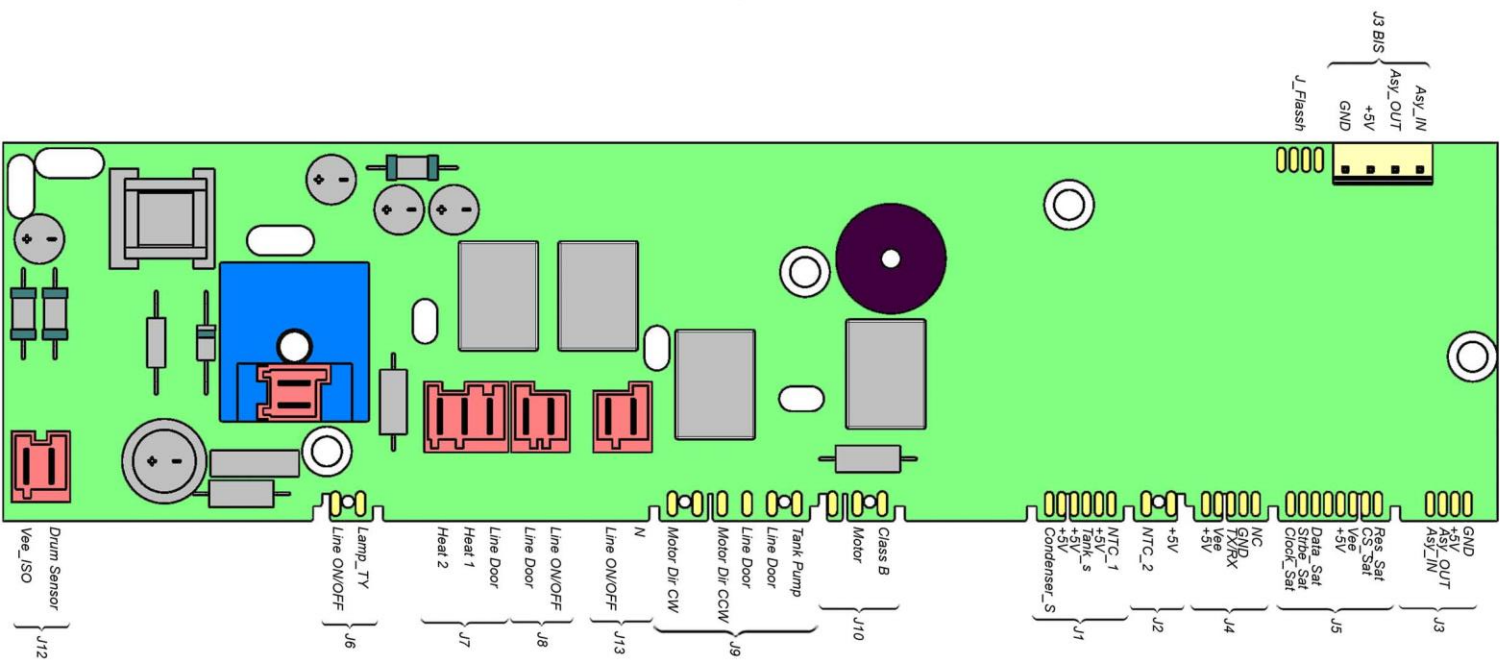 J3 BIS
J_Flassh
GND
+5V
Asy_OUT
Asy_IN
+
-
+
-
+
-
+
-
+
-
Vee_ISO
Drum Sensor
J12
Line ON/OFF
Lamp_TY
J6
Heat 2
Heat 1
Line Door
J7
Line Door
Line ON/OFF
J8
Line ON/OFF
N
J13
Motor Dir CW
Motor Dir CCW
Line Door
Line Door
Tank Pump
J9
Motor
Class B
J10
Condenser_S
+5V
+5V
Tank_s
+5V
NTC_1
J1
NTC_2
+5V
J2
+5V
Vee
TX/RX
GND
NC
J4
Clock_Sat
Strbe_Sat
Data_Sat
+5V
Vee
CS_Sat
Res_Sat
J5
Asy_IN
Asy_OUT
+5V
GND
J3